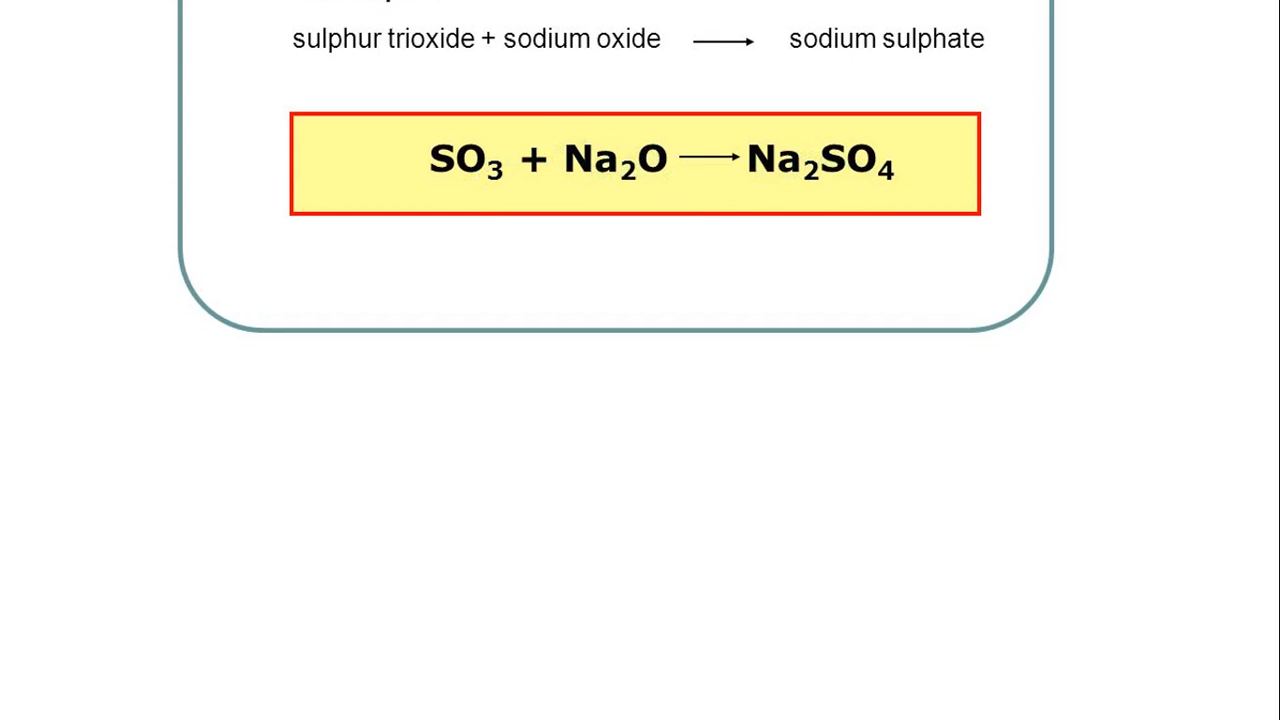 sulphur trioxide + sodium oxide ⟶ sodium sulphate
SO₃ + Na₂O ⟶ Na₂SO₄